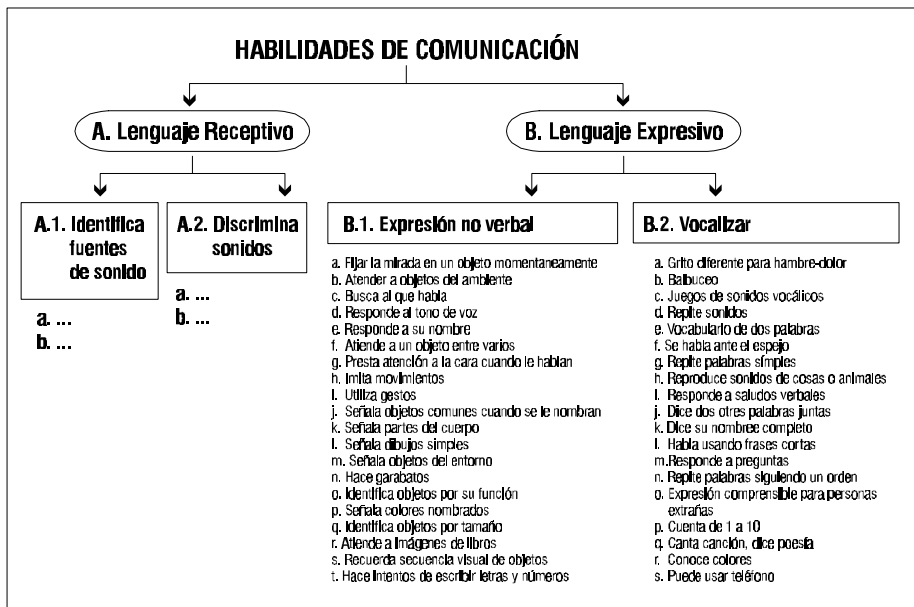 HABILIDADES DE COMUNICACIÓN
A. Lenguaje Receptivo
B. Lenguaje Expresivo
A.1. Identifica
fuentes
de sonido
a. ...
b. ...
A.2. Discrimina
sonidos
a. ...
b. ...
B.1. Expresión no verbal
a. Fijar la mirada en un objeto momentaneamente
b. Atender a objetos del ambiente
c. Busca al que habla
d. Responde al tono de voz
e. Responde a su nombre
f. Atiende a un objeto entre varios
g. Presta atención a la cara cuando le hablan
h. Imita movimientos
i. Utiliza gestos
j. Señala objetos comunes cuando se le nombran
k. Señala partes del cuerpo
l. Señala dibujos simples
m. Señala objetos del entorno
n. Hace garabatos
o. Identifica objetos por su función
p. Señala colores nombrados
q. Identifica objetos por tamaño
r. Atiende a imágenes de libros
s. Recuerda secuencia visual de objetos
t. Hace intentos de escribir letras y números
B.2. Vocalizar
a. Grito diferente para hambre-dolor
b. Balbuceo
c. Juegos de sonidos vocálicos
d. Repite sonidos
e. Vocabulario de dos palabras
f. Se habla ante el espejo
g. Repite palabras símples
h. Reproduce sonidos de cosas o animales
i. Responde a saludos verbales
j. Dice dos otres palabras juntas
k. Dice su nombree completo
l. Habla usando frases cortas
m. Responde a preguntas
n. Repite palabras siguiendo un orden
o. Expresión comprensible para personas
extrañas
p. Cuenta de 1 a 10
q. Canta canción, dice poesía
r. Conoce colores
s. Puede usar teléfono